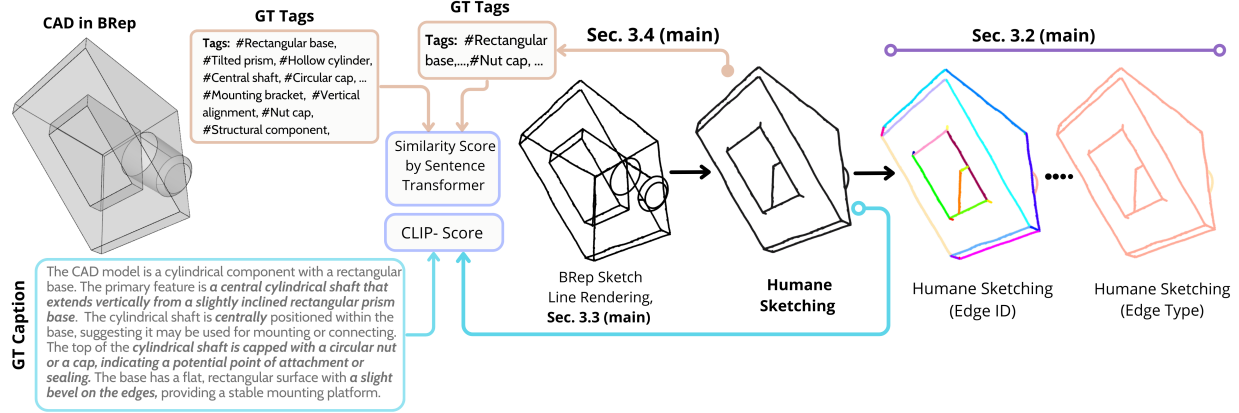 CAD in BRep
GT Tags
Tags: #Rectangular base,
#Tilted prism, #Hollow cylinder,
#Central shaft, #Circular cap, ...
#Mounting bracket, #Vertical
alignment, #Nut cap,
#Structural component,
GT Tags
Tags: #Rectangular
base,...,#Nut cap, ...
Sec. 3.4 (main)
Sec. 3.2 (main)
Similarity Score
by Sentence
Transformer
CLIP- Score
BRep Sketch
Line Rendering,
Sec. 3.3 (main)
Humane
Sketching
Humane Sketching
(Edge ID)
Humane Sketching
(Edge Type)
GT Caption
The CAD model is a cylindrical component with a rectangular
base. The primary feature is a central cylindrical shaft that
extends vertically from a slightly inclined rectangular prism
base. The cylindrical shaft is centrally positioned within the
base, suggesting it may be used for mounting or connecting.
The top of the cylindrical shaft is capped with a circular nut
or a cap, indicating a potential point of attachment or
sealing. The base has a flat, rectangular surface with a slight
bevel on the edges, providing a stable mounting platform.